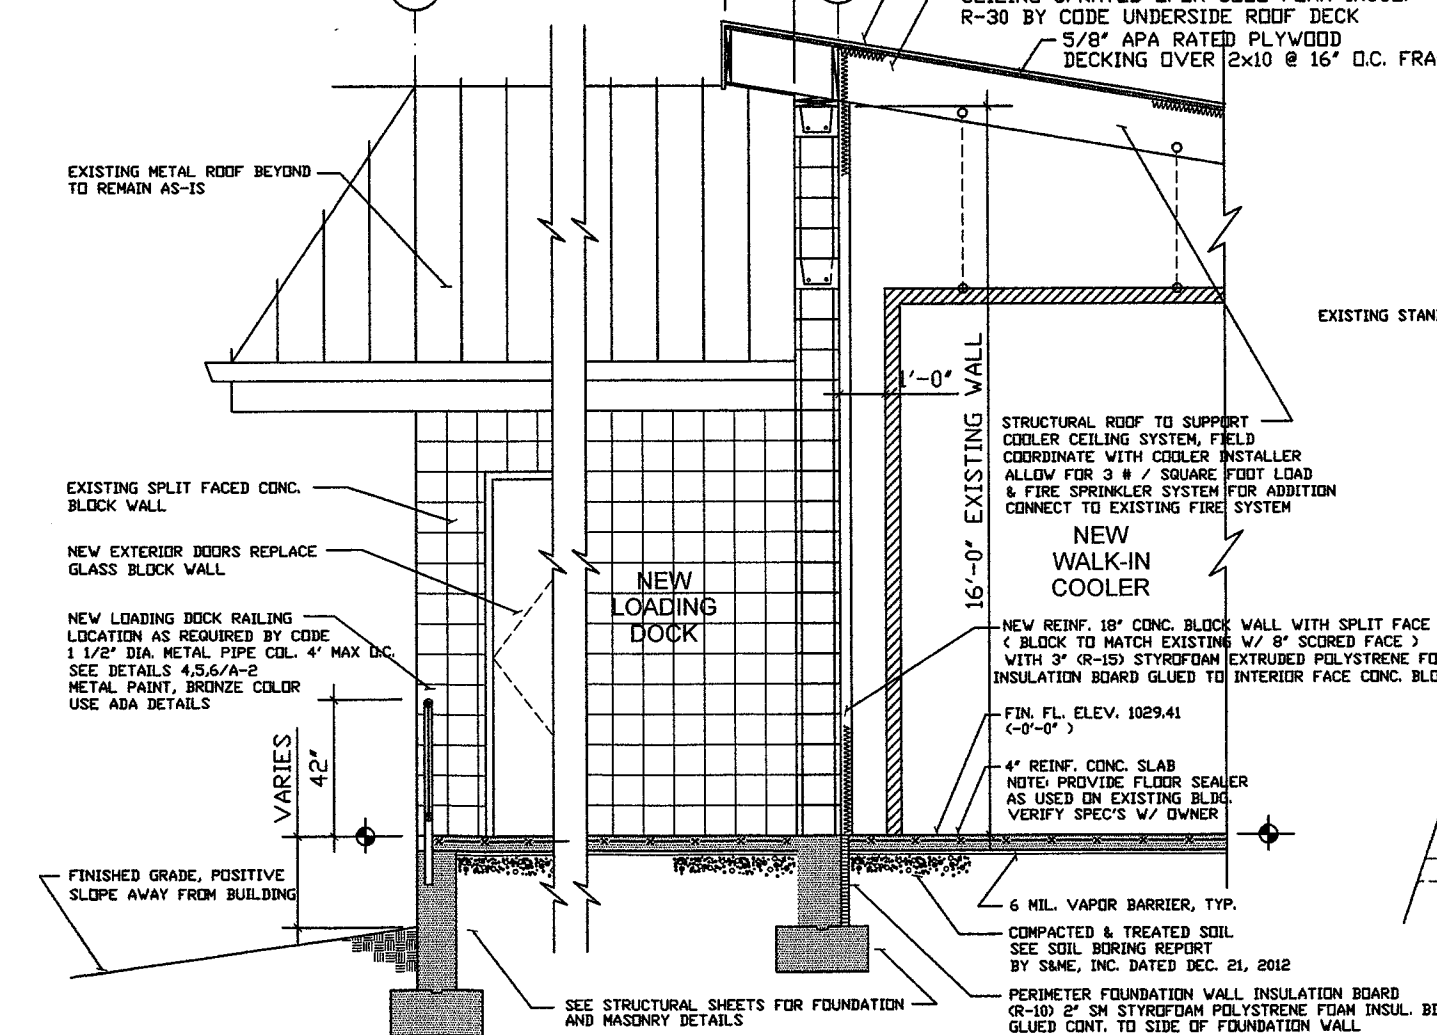 R-30 BY CODE UNDERSIDE ROOF DECK
5/8" APA RATED PLYWOOD
DECKING OVER 2x10 @ 16" O.C. FRA
EXISTING METAL ROOF BEYOND
TO REMAIN AS-IS
EXISTING STAN
1'-0"
16'-0" EXISTING WALL
STRUCTURAL ROOF TO SUPPORT
COOLER CEILING SYSTEM, FIELD
COORDINATE WITH COOLER INSTALLER
ALLOW FOR 3 # / SQUARE FOOT LOAD
& FIRE SPRINKLER SYSTEM FOR ADDITION
CONNECT TO EXISTING FIRE SYSTEM
EXISTING SPLIT FACED CONC.
BLOCK WALL
NEW EXTERIOR DOORS REPLACE
GLASS BLOCK WALL
NEW
WALK-IN
COOLER
NEW
LOADING
DOCK
NEW LOADING DOCK RAILING
LOCATION AS REQUIRED BY CODE
1 1/2" DIA. METAL PIPE COL. 4' MAX O.C.
SEE DETAILS 4,5,6/A-2
METAL PAINT, BRONZE COLOR
USE ADA DETAILS
NEW REINF. 18" CONC. BLOCK WALL WITH SPLIT FACE
( BLOCK TO MATCH EXISTING W/ 8" SCORED FACE )
WITH 3" (R-15) STYROFOAM EXTRUDED POLYSTRENE FO
INSULATION BOARD GLUED TO INTERIOR FACE CONC. BLO
FIN. FL. ELEV. 1029.41
(-0'-0" )
VARIES
42"
4" REINF. CONC. SLAB
NOTE: PROVIDE FLOOR SEALER
AS USED ON EXISTING BLDG.
VERIFY SPEC'S W/ OWNER
FINISHED GRADE, POSITIVE
SLOPE AWAY FROM BUILDING
6 MIL. VAPOR BARRIER, TYP.
COMPACTED & TREATED SOIL
SEE SOIL BORING REPORT
BY S&ME, INC. DATED DEC. 21, 2012
SEE STRUCTURAL SHEETS FOR FOUNDATION
AND MASONRY DETAILS
PERIMETER FOUNDATION WALL INSULATION BOARD
(R-10) 2" SM STYROFOAM POLYSTRENE FOAM INSUL. B
GLUED CONT. TO SIDE OF FOUNDATION WALL